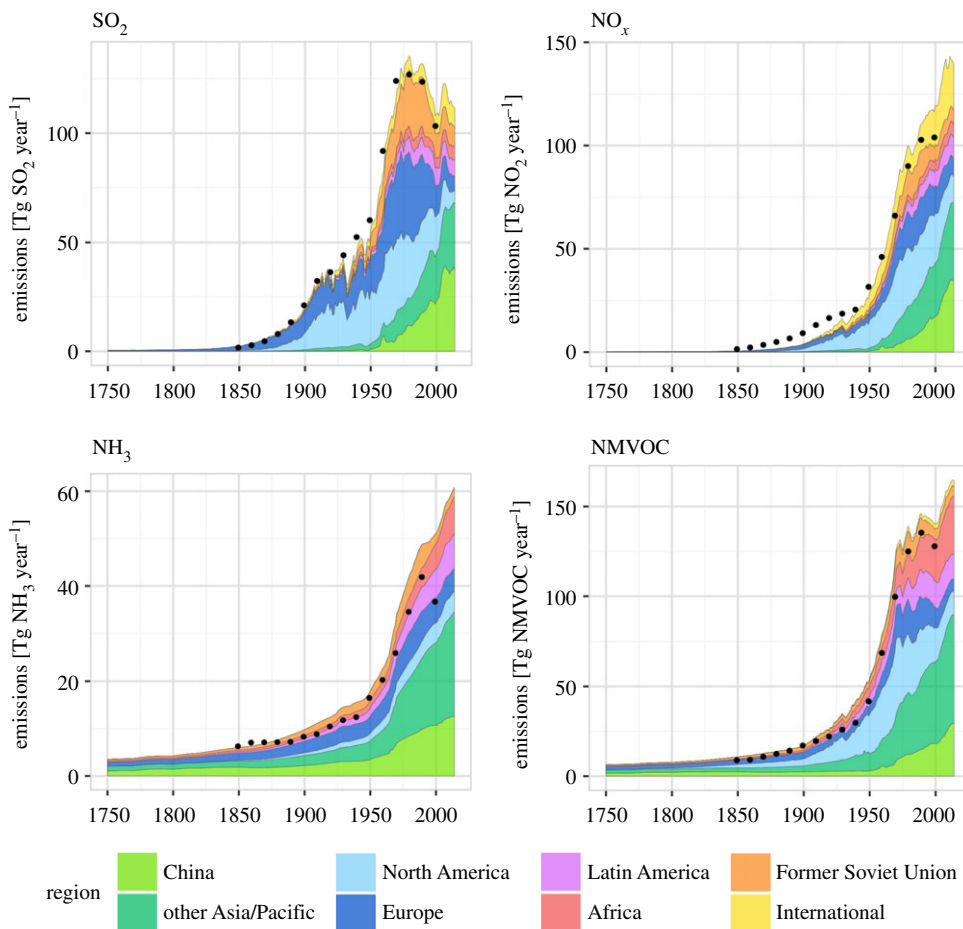 SO₂
emissions [Tg SO₂ year⁻¹]
100
50
0
1750 1800 1850 1900 1950 2000
NOₓ
emissions [Tg NO₂ year⁻¹]
150
100
50
0
1750 1800 1850 1900 1950 2000
NH₃
emissions [Tg NH₃ year⁻¹]
60
40
20
0
1750 1800 1850 1900 1950 2000
NMVOC
emissions [Tg NMVOC year⁻¹]
150
100
50
0
1750 1800 1850 1900 1950 2000
region
China
North America
Latin America
Former Soviet Union
other Asia/Pacific
Europe
Africa
International